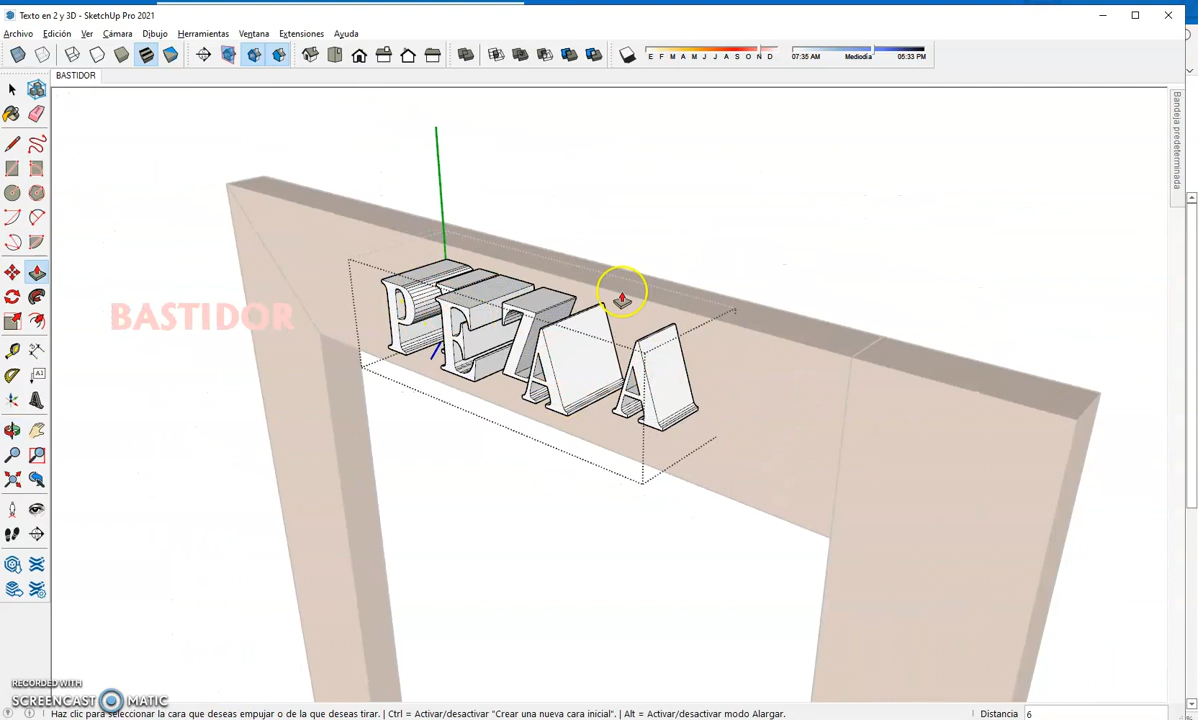 Texto en 2 y 3D - SketchUp Pro 2021
Archivo Edición Ver Cámara Dibujo Herramientas Ventana Extensiones Ayuda
E F M A M J J A S O N D
07:35 AM Mediodía 05:33 PM
BASTIDOR
Bandeja predeterminada
A1
PEZAA
BASTIDOR
RECORDED WITH
SCREENCAST MATIC
Haz clic para seleccionar la cara que deseas empujar o de la que deseas tirar. | Ctrl = Activar/desactivar "Crear una nueva cara inicial". | Alt = Activar/desactivar modo Alargar.
Distancia 6